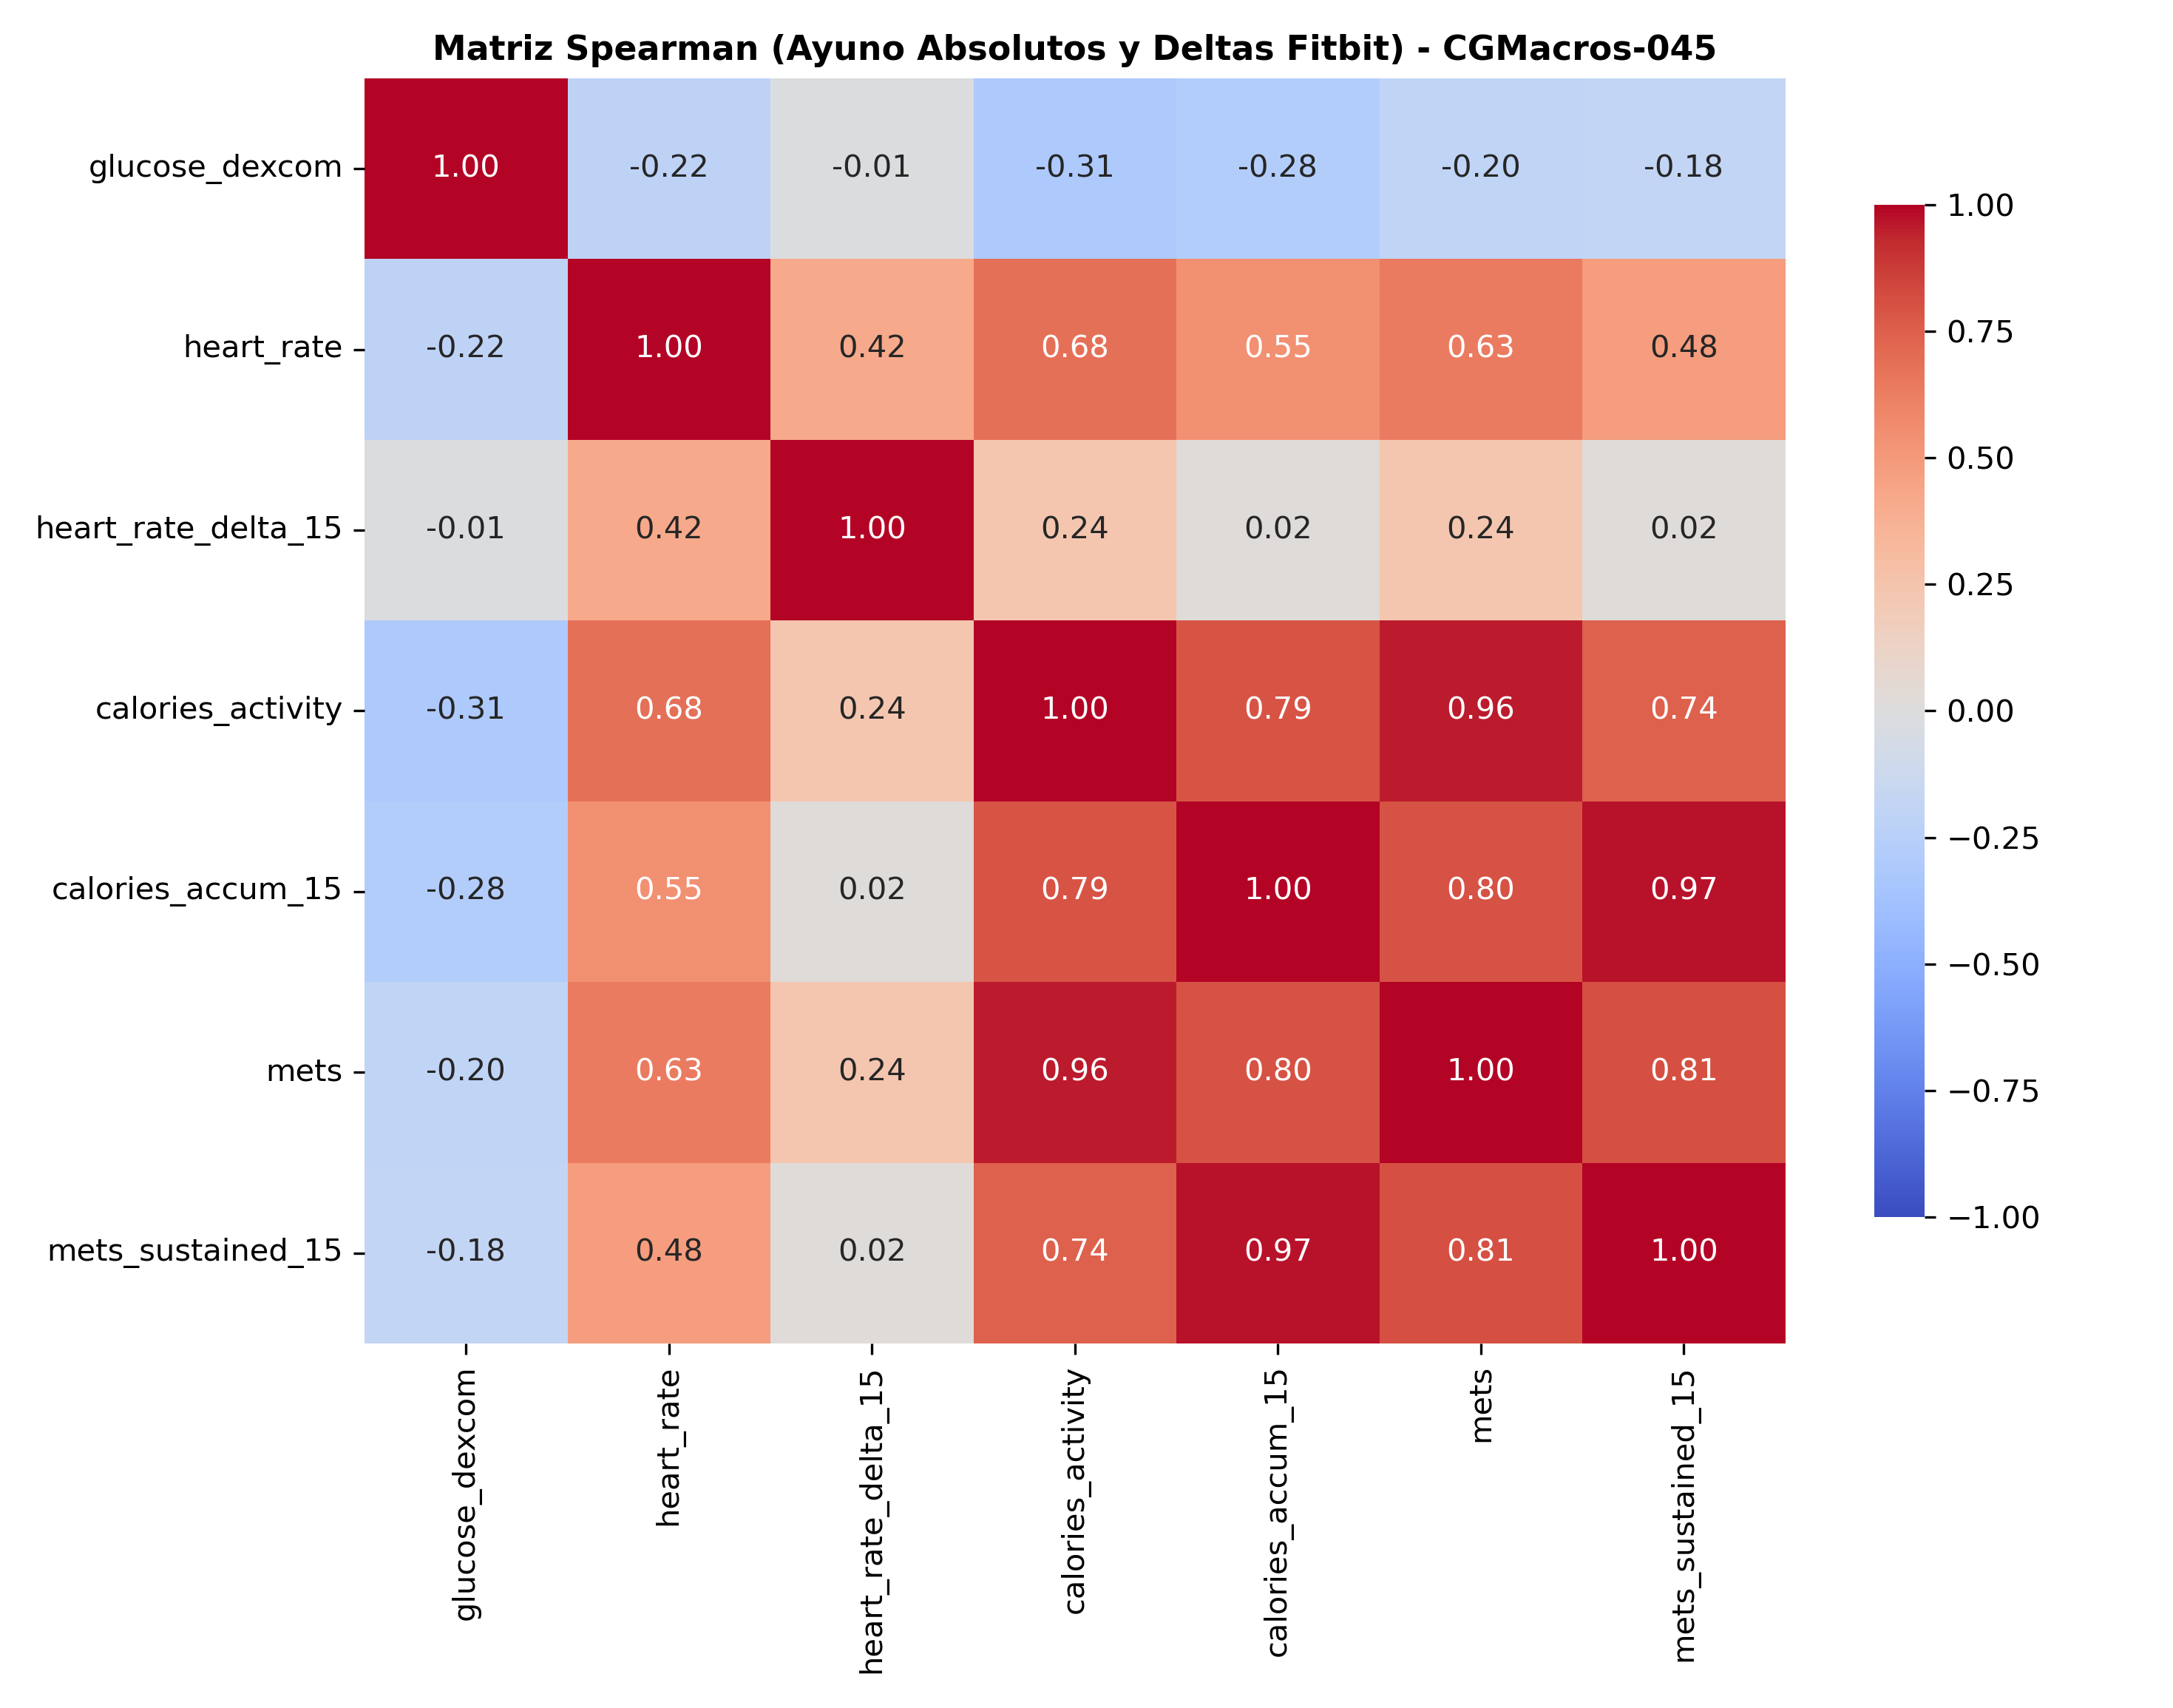 Matriz Spearman (Ayuno Absolutos y Deltas Fitbit) - CGMacros-045
glucose_dexcom 1.00 -0.22 -0.01 -0.31 -0.28 -0.20 -0.18
heart_rate -0.22 1.00 0.42 0.68 0.55 0.63 0.48
heart_rate_delta_15 -0.01 0.42 1.00 0.24 0.02 0.24 0.02
calories_activity -0.31 0.68 0.24 1.00 0.79 0.96 0.74
calories_accum_15 -0.28 0.55 0.02 0.79 1.00 0.80 0.97
mets -0.20 0.63 0.24 0.96 0.80 1.00 0.81
mets_sustained_15 -0.18 0.48 0.02 0.74 0.97 0.81 1.00
glucose_dexcom
heart_rate
heart_rate_delta_15
calories_activity
calories_accum_15
mets
mets_sustained_15
1.00
0.75
0.50
0.25
0.00
−0.25
−0.50
−0.75
−1.00